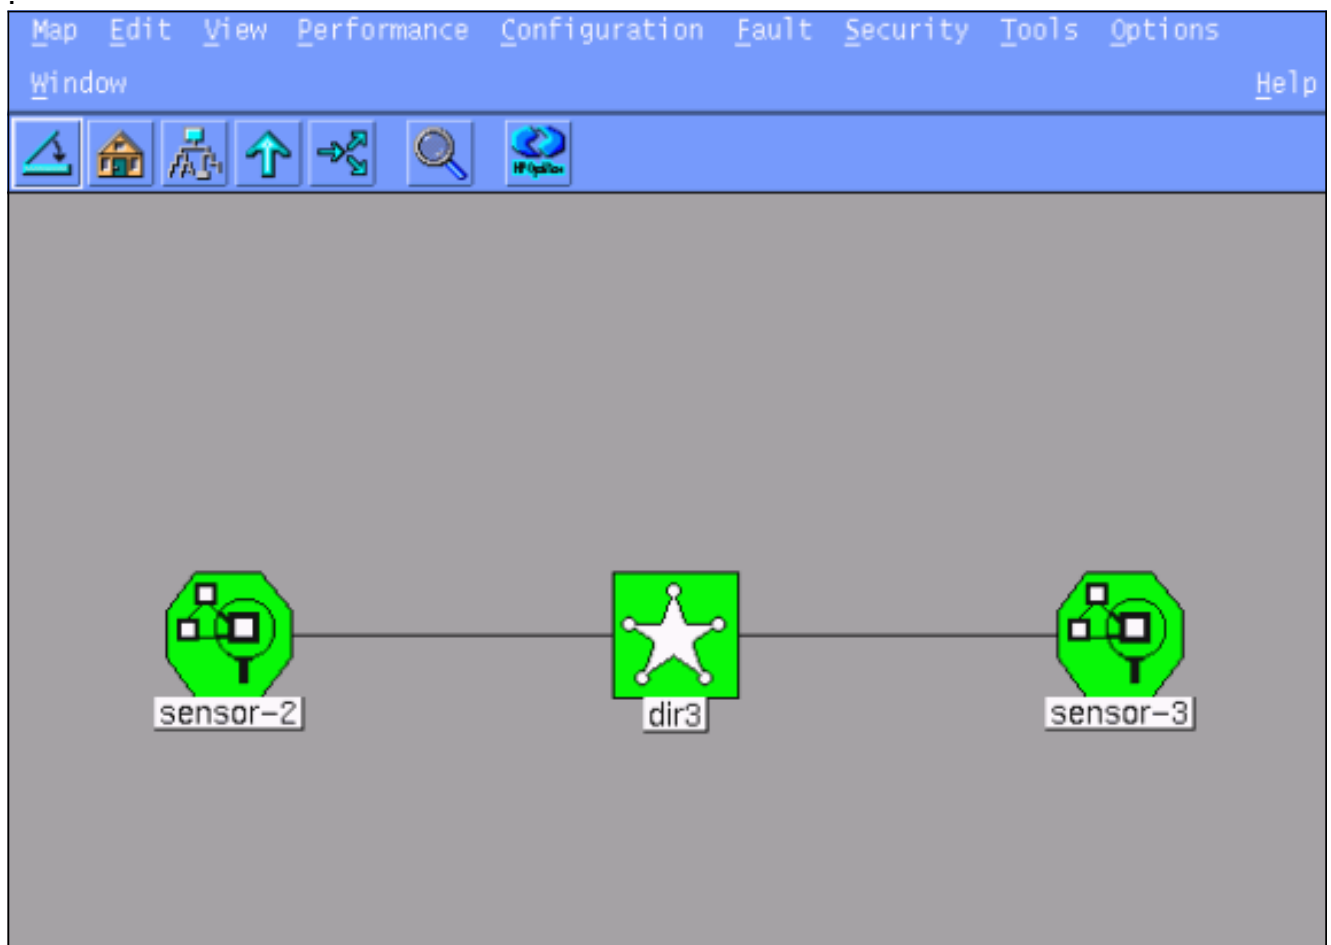 Map Edit View Performance Configuration Fault Security Tools Options
Window Help
sensor-2 dir3 sensor-3